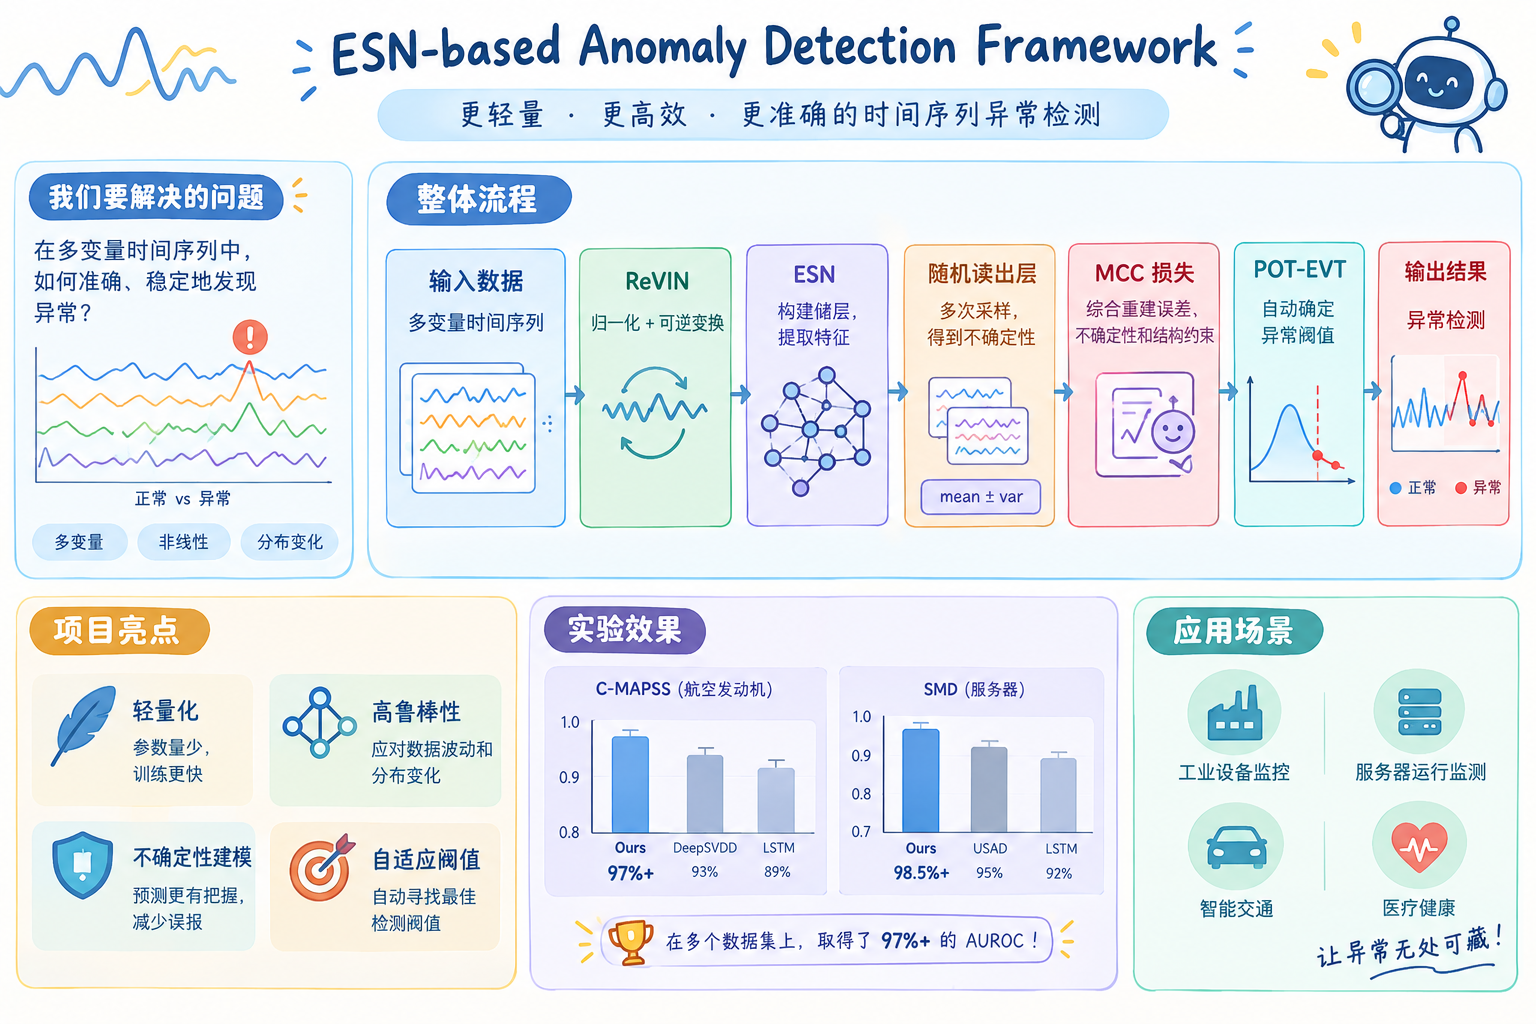 ESN-based Anomaly Detection Framework
更轻量 · 更高效 · 更准确的时间序列异常检测
我们要解决的问题
在多变量时间序列中，
如何准确、稳定地发现
异常？
!
正常 vs 异常
多变量
非线性
分布变化
整体流程
输入数据
多变量时间序列
ReVIN
归一化 + 可逆变换
ESN
构建储层，
提取特征
随机读出层
多次采样，
得到不确定性
mean ± var
MCC 损失
综合重建误差，
不确定性和结构约束
POT-EVT
自动确定
异常阀值
输出结果
异常检测
正常
异常
项目亮点
轻量化
参数量少，
训练更快
高鲁棒性
应对数据波动和
分布变化
不确定性建模
预测更有把握，
减少误报
自适应阀值
自动寻找最佳
检测阀值
实验效果
C-MAPSS (航空发动机)
1.0
0.9
0.8
Ours
DeepSVDD
LSTM
97%+
93%
89%
SMD (服务器)
1.0
0.9
0.8
0.7
Ours
USAD
LSTM
98.5%+
95%
92%
在多个数据集上，取得了 97%+ 的 AUROC！
应用场景
工业设备监控
服务器运行监测
智能交通
医疗健康
让异常无处可藏！